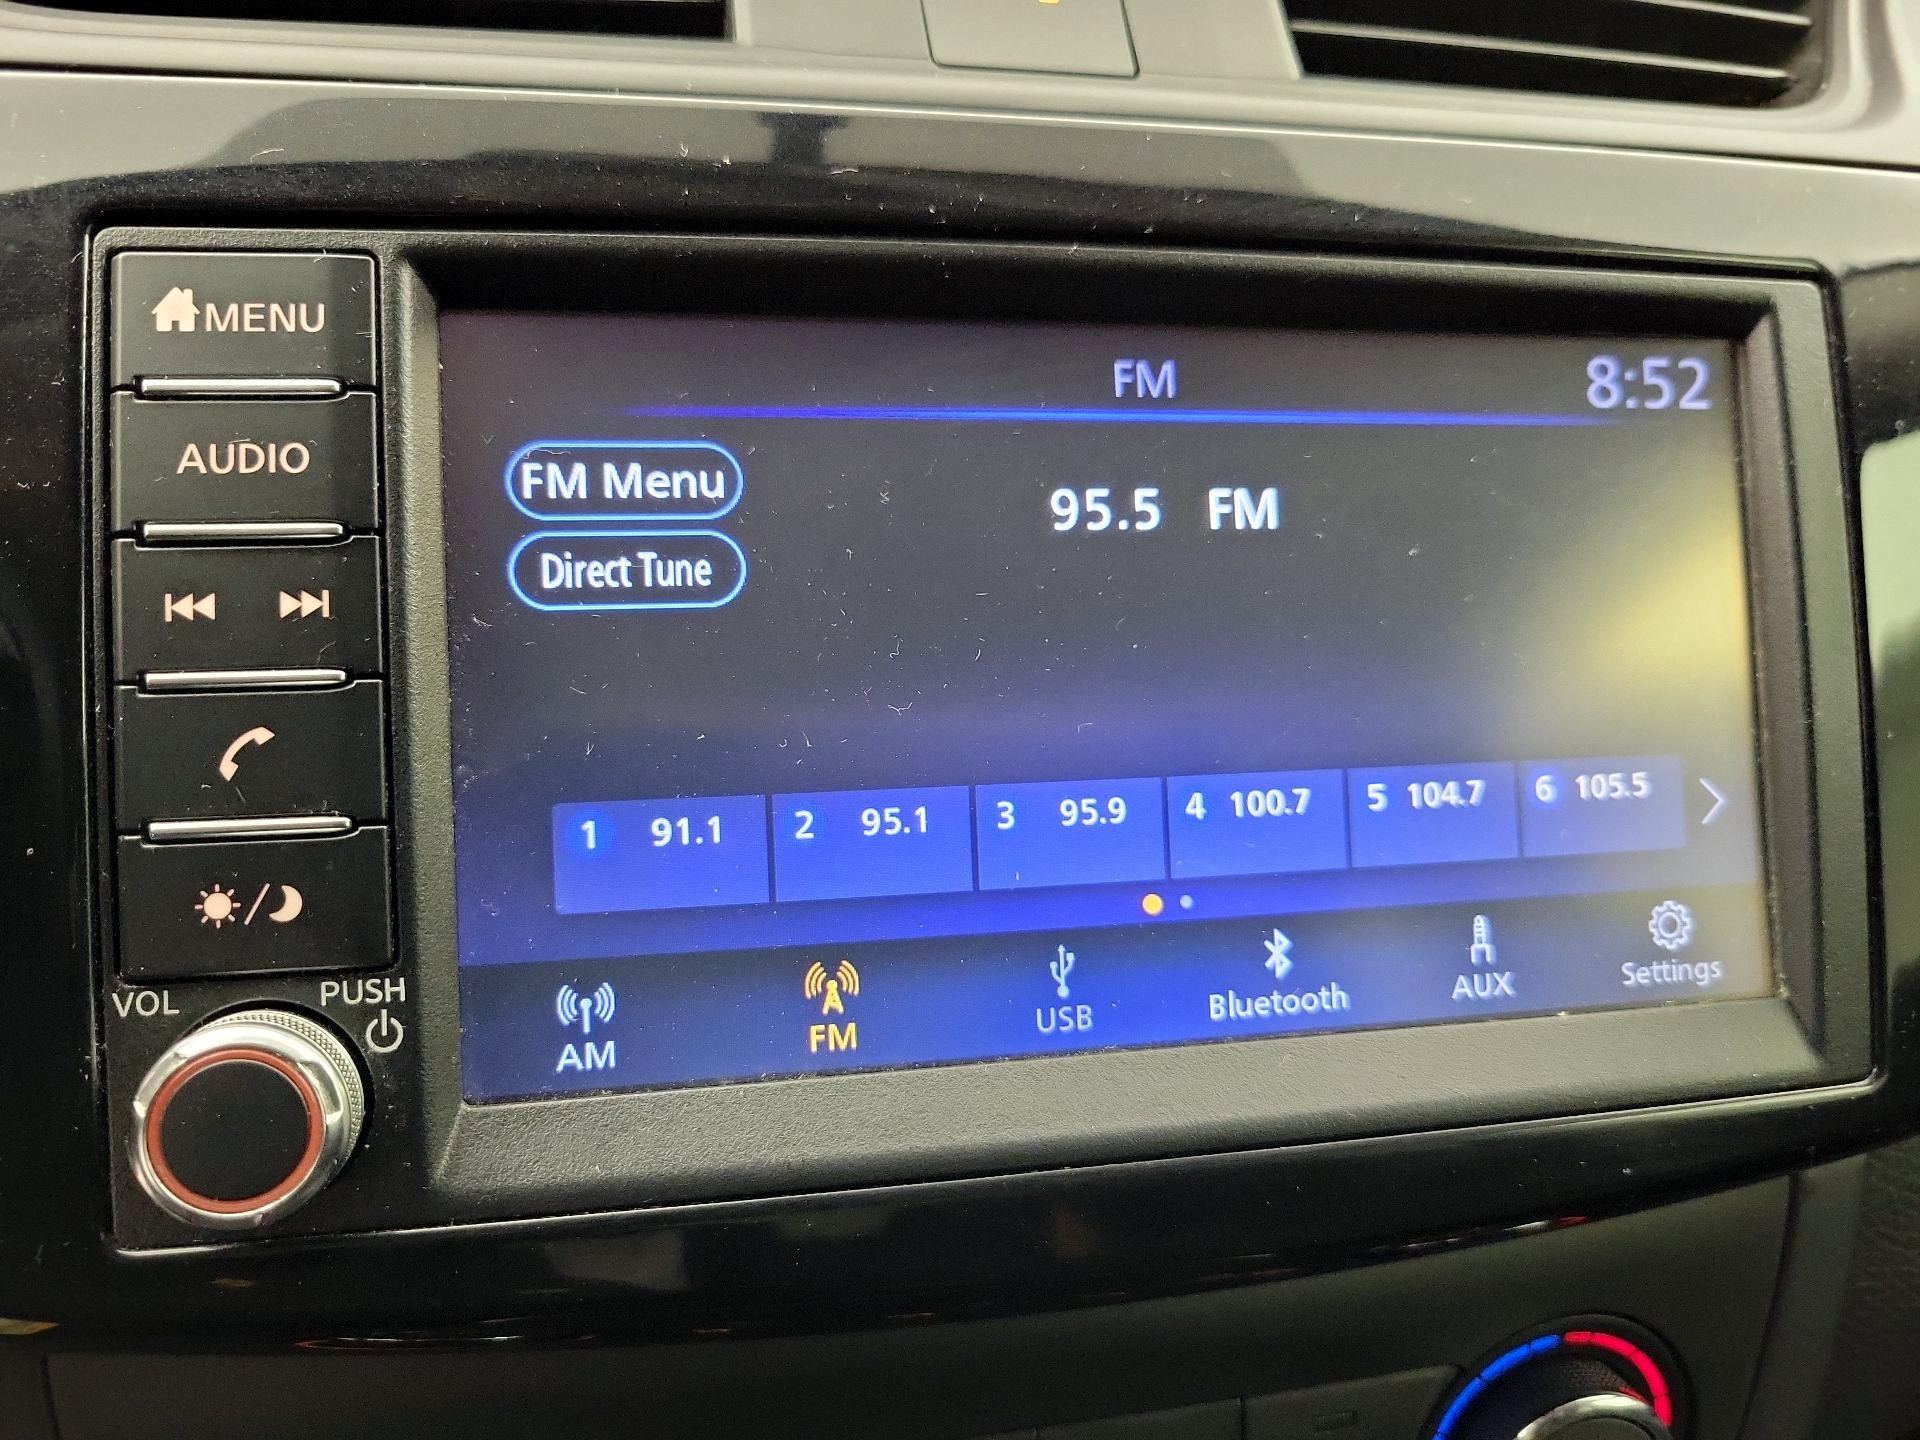 MENU
AUDIO
VOL
PUSH
FM
8:52
FM Menu
95.5 FM
Direct Tune
1 91.1
2 95.1
3 95.9
4 100.7
5 104.7
6 105.5
AM
FM
USB
Bluetooth
AUX
Settings